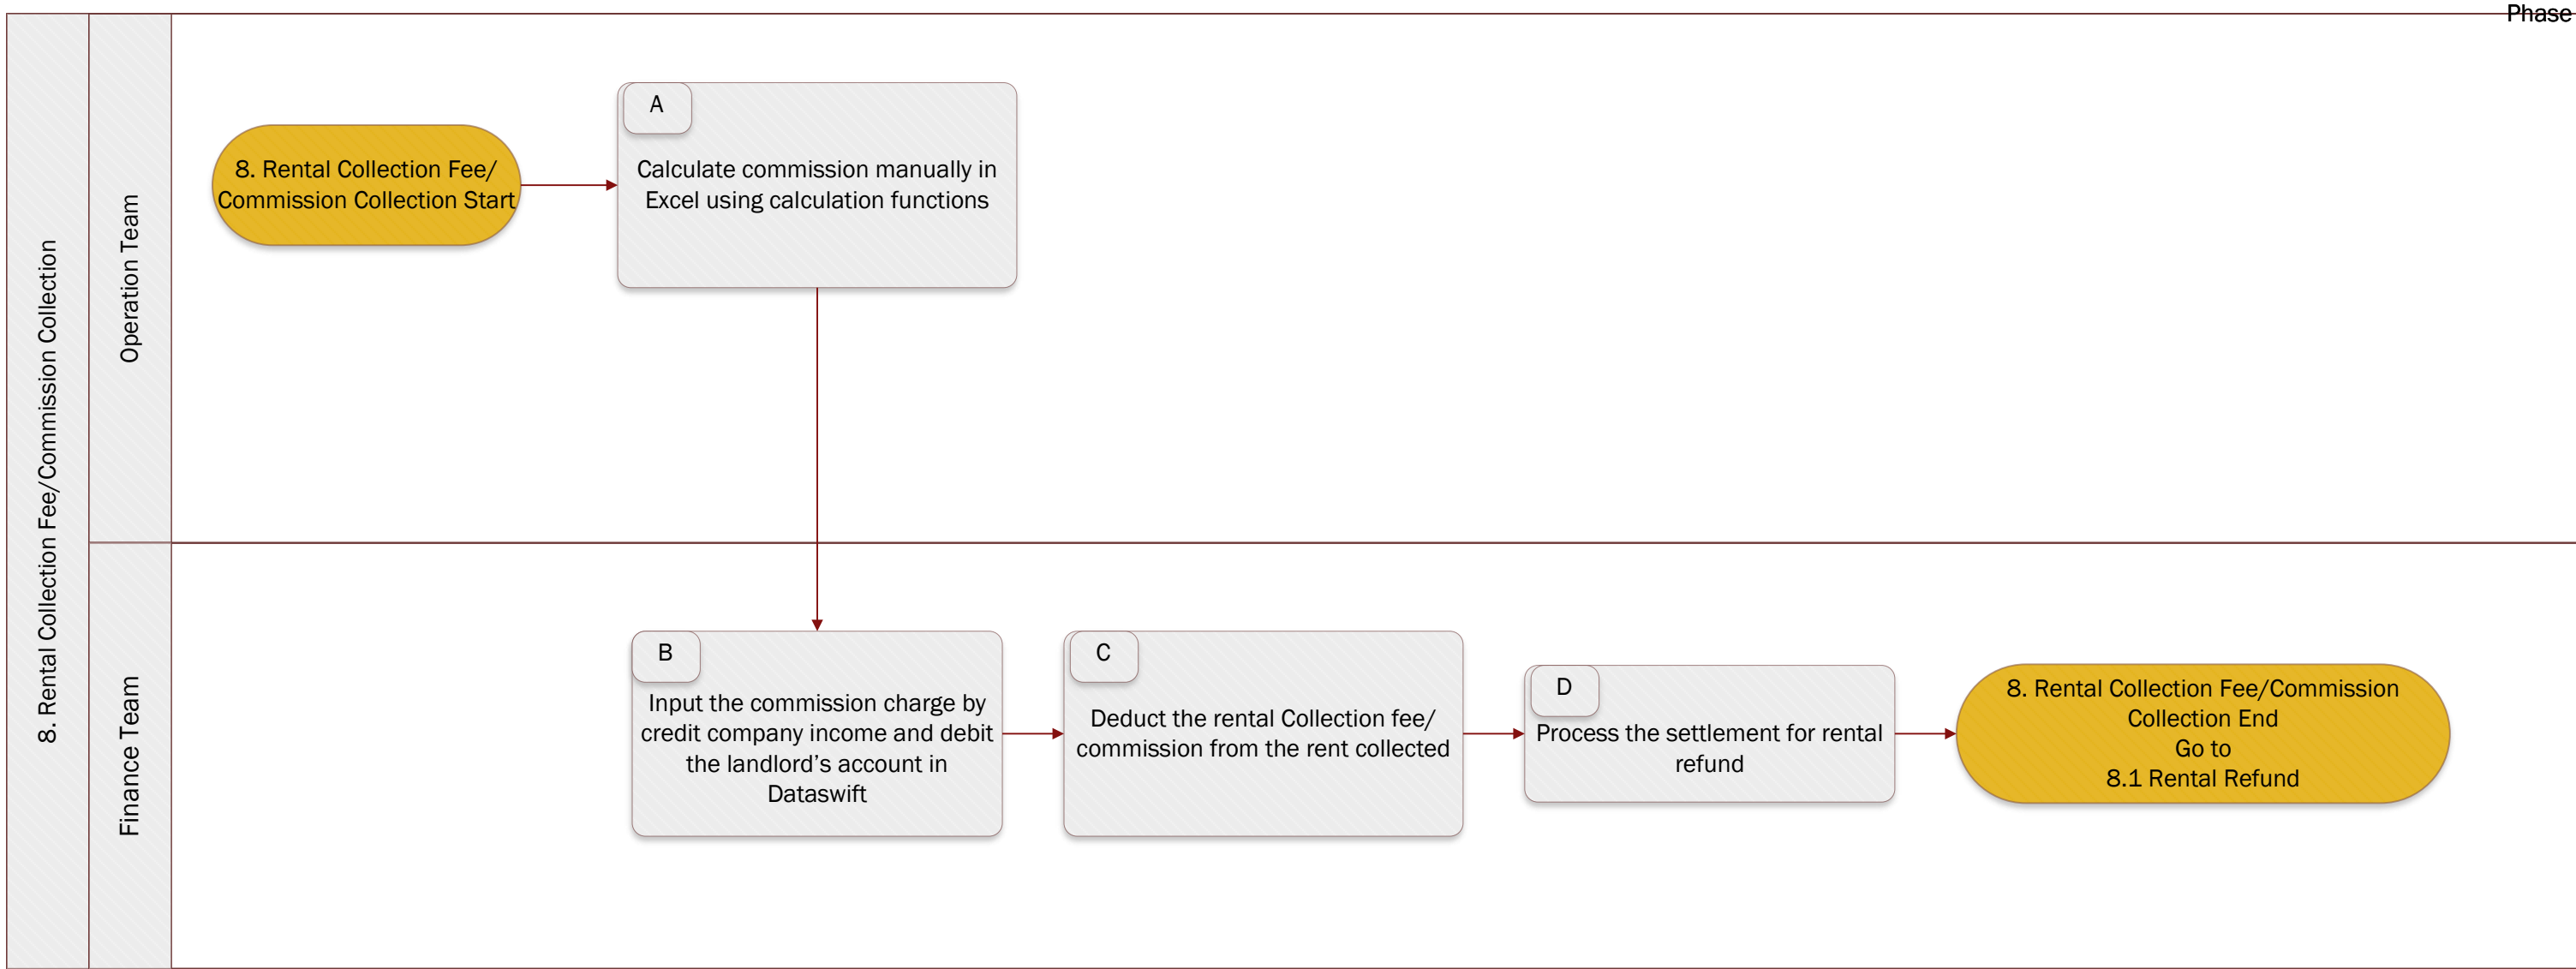 Phase
8. Rental Collection Fee/Commission Collection
Operation Team
8. Rental Collection Fee/
Commission Collection Start
A
Calculate commission manually in
Excel using calculation functions
Finance Team
B
Input the commission charge by
credit company income and debit
the landlord’s account in
Dataswift
C
Deduct the rental Collection fee/
commission from the rent collected
D
Process the settlement for rental
refund
8. Rental Collection Fee/Commission
Collection End
Go to
8.1 Rental Refund